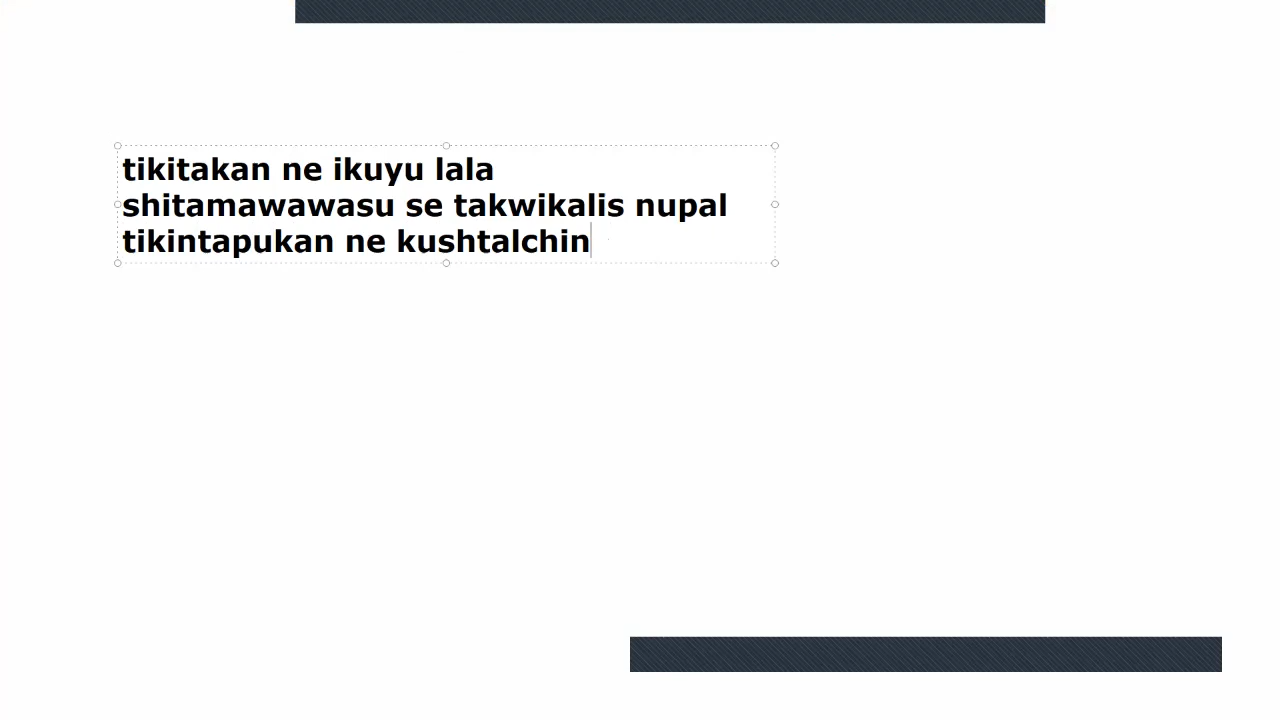 tikitakan ne ikuyu lala
shitamawawasu se takwikalis nupal
tikintapukan ne kushtalchin